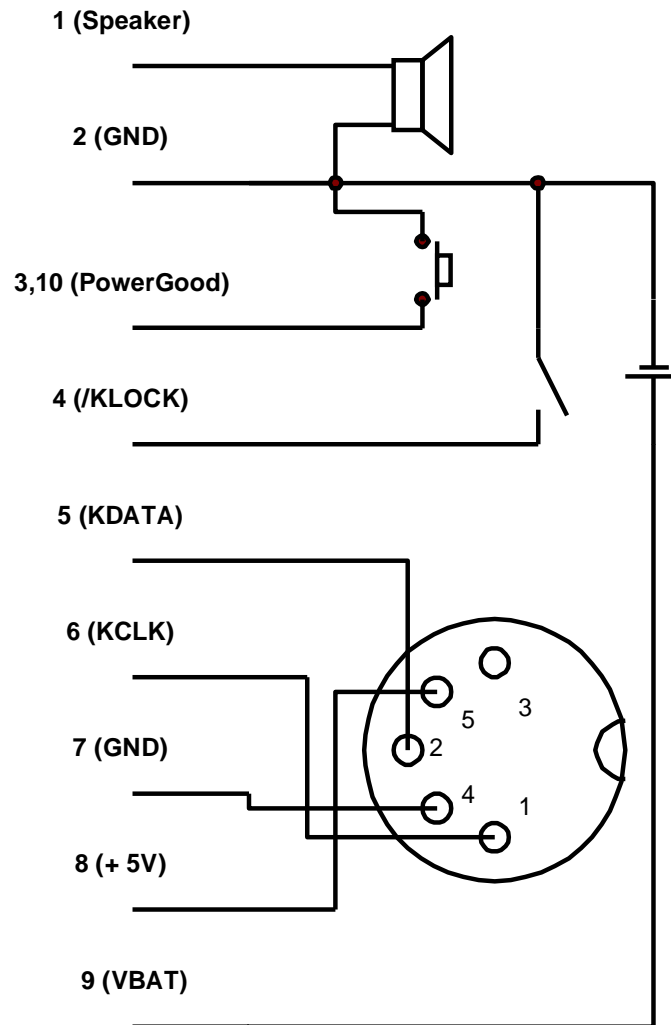 1 (Speaker)
2 (GND)
3,10 (PowerGood)
4 (/KLOCK)
5 (KDATA)
6 (KCLK)
3
5
7 (GND)
2
4
1
8 (+ 5V)
9 (VBAT)